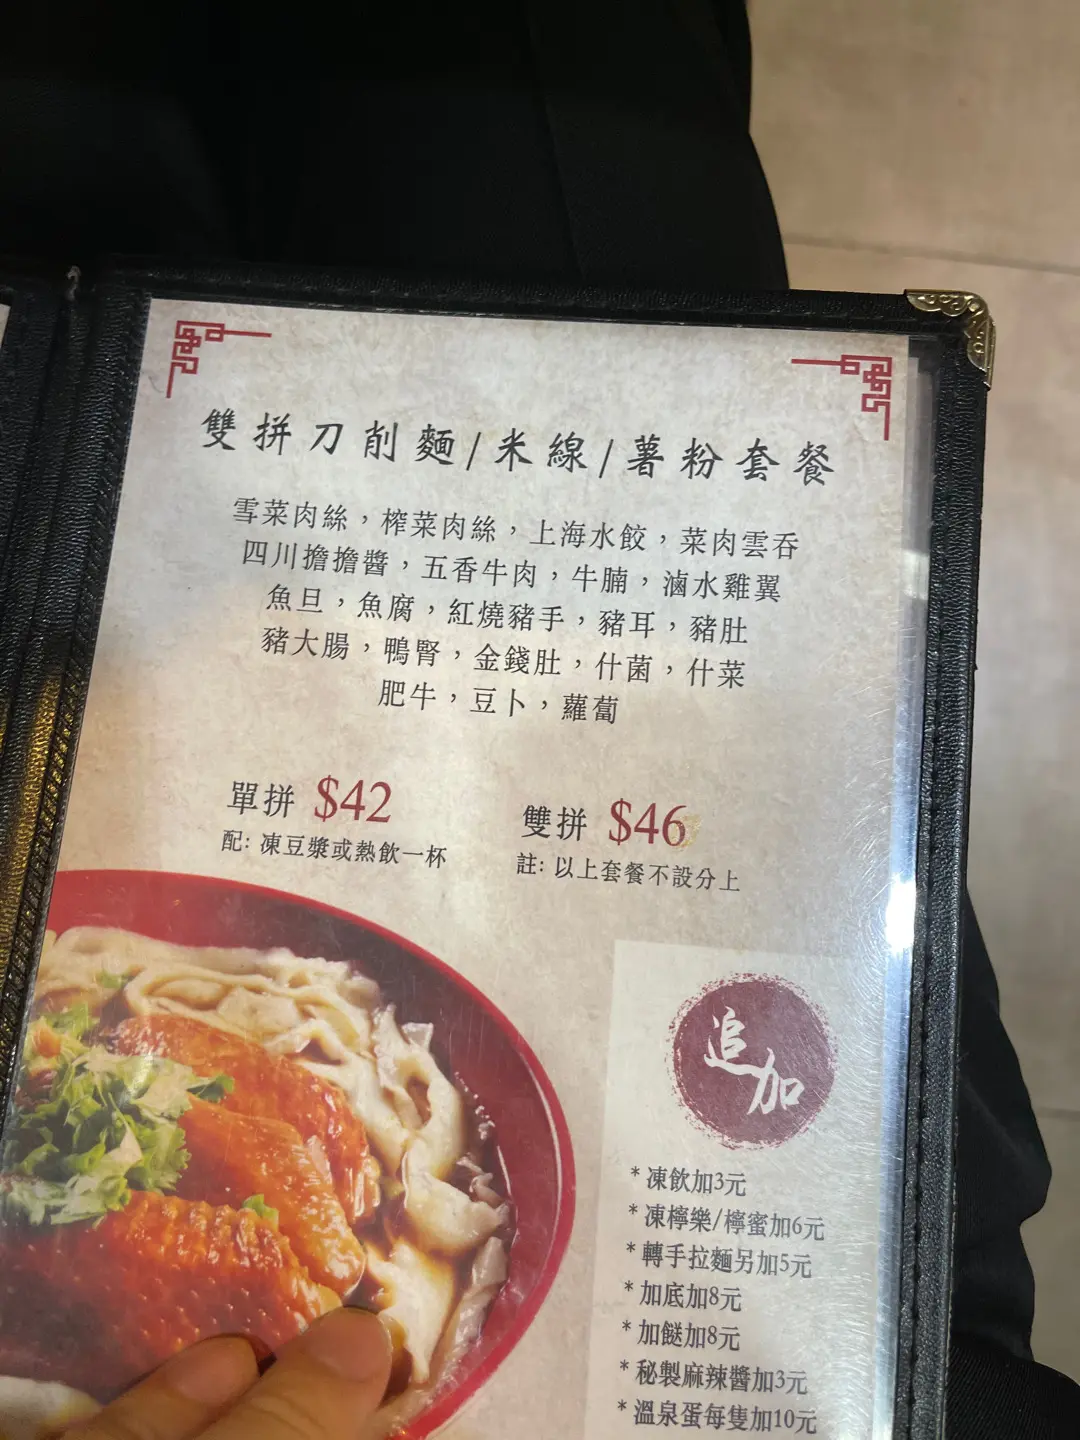 雙拼刀削麵/米線/薯粉套餐
雪菜肉絲，榨菜肉絲，上海水餃，菜肉雲吞
四川擔擔醬，五香牛肉，牛腩，滷水雞翼
魚旦，魚腐，紅燒豬手，豬耳，豬肚
豬大腸，鴨腎，金錢肚，什菌，什菜
肥牛，豆卜，蘿蔔
單拼 $42
配: 凍豆漿或熱飲一杯
雙拼 $46
註: 以上套餐不設分上
追加
*凍飲加3元
*凍檸樂/檸蜜加6元
*轉手拉麵另加5元
*加底加8元
*加餸加8元
*秘製麻辣醬加3元
*溫泉蛋每隻加10元